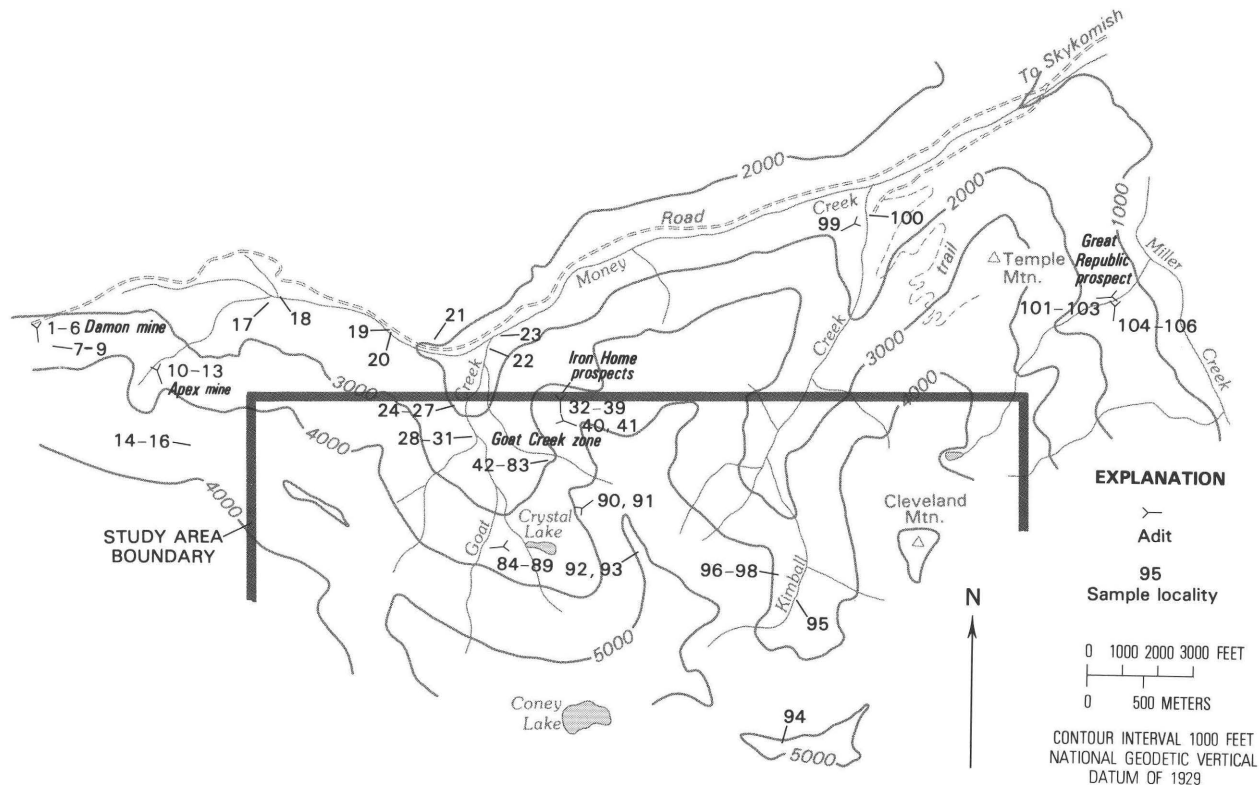 To Skykomish
2000
Road
Money
Creek
99
100
2000
trail
Temple
Mtn.
1000
Great
Republic
prospect
Miller
Creek
101–103
104–106
1–6 Damon mine
7–9
17
18
19
20
21
23
22
10–13
Apex mine
3000
Creek
Iron Home
prospects
Creek
3000
4000
24–27
32–39
40, 41
28–31
Goat Creek zone
42–83
14–16
4000
4000
STUDY AREA
BOUNDARY
Goat
Crystal
Lake
90, 91
84–89
92, 93
96–98
Kimball
95
Cleveland
Mtn.
5000
Coney
Lake
94
5000
N
EXPLANATION
Adit
95
Sample locality
0 1000 2000 3000 FEET
0 500 METERS
CONTOUR INTERVAL 1000 FEET
NATIONAL GEODETIC VERTICAL
DATUM OF 1929